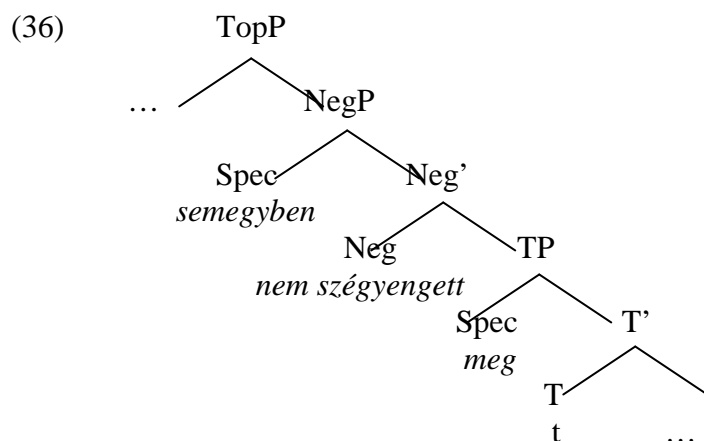 (36) TopP
… NegP
Spec Neg’
semegyben
Neg TP
nem szégyengett
Spec T’
meg
T
t …